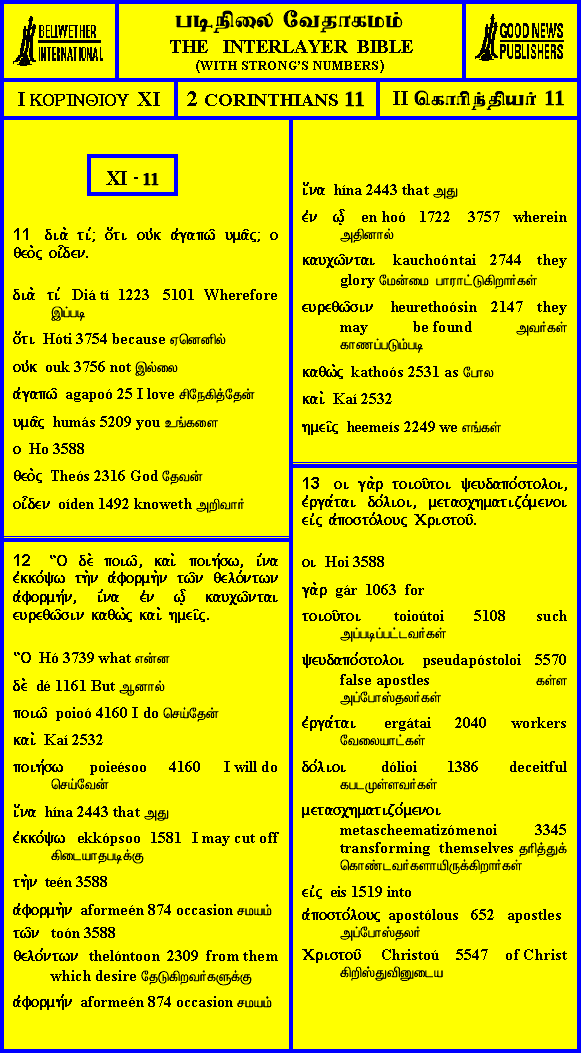 BELLWETHER
INTERNATIONAL
படிநிலை வேதாகமம்
THE INTERLAYER BIBLE
(WITH STRONG'S NUMBERS)
GOOD NEWS
PUBLISHERS
I ΚΟΡΙΝΘΙΟΥ XI
2 CORINTHIANS 11
II கொரிந்தியர் 11
XI - 11
11 διὰ τί; ὅτι οὐκ ἀγαπῶ υμᾶς; ο
θεὸς οἶδεν.
διὰ τί Diá tí 1223 5101 Wherefore
இப்படி
ὅτι Hóti 3754 because ஏனெனில்
οὐκ ouk 3756 not இல்லை
ἀγαπῶ agapoó 25 I love சிநேகித்தேன்
υμᾶς humás 5209 you உங்களை
ο Ho 3588
θεὸς Theós 2316 God தேவன்
οἶδεν oíden 1492 knoweth அறிவார்
12 Ὃ δὲ ποιῶ, καὶ ποιήσω, ἵνα
ἐκκόψω τὴν ἀφορμὴν τῶν θελόντων
ἀφορμήν, ἵνα ἐν ᾧ καυχῶνται
ευρεθῶσιν καθὼς καὶ ημεῖς.
Ὃ Hó 3739 what என்ன
δὲ dé 1161 But ஆனால்
ποιῶ poioó 4160 I do செய்தேன்
καὶ Kaí 2532
ποιήσω poieésoo 4160 I will do
செய்வேன்
ἵνα hína 2443 that அது
ἐκκόψω ekkópsoo 1581 I may cut off
கிடையாதபடிக்கு
τὴν teén 3588
ἀφορμὴν aformeén 874 occasion சமயம்
τῶν toón 3588
θελόντων thelóntoon 2309 from them
which desire தேடுகிறவர்களுக்கு
ἀφορμήν aformeén 874 occasion சமயம்
ἵνα hína 2443 that அது
ἐν ᾧ en hoó 1722 3757 wherein
அதினால்
καυχῶνται kauchoóntai 2744 they
glory மேன்மை பாராட்டுகிறார்கள்
ευρεθῶσιν heurethoósin 2147 they
may be found அவர்கள்
காணப்படும்படி
καθὼς kathoós 2531 as போல
καὶ Kaí 2532
ημεῖς heemeís 2249 we எங்கள்
13 οι γὰρ τοιοῦτοι ψευδαπόστολοι,
ἐργάται δόλιοι, μετασχηματιζόμενοι
εἰς ἀποστόλους Χριστοῦ.
οι Hoi 3588
γὰρ gár 1063 for
τοιοῦτοι toioútoi 5108 such
அப்படிப்பட்டவர்கள்
ψευδαπόστολοι pseudapóstoloi 5570
false apostles கள்ள
அப்போஸ்தலர்கள்
ἐργάται ergátai 2040 workers
வேலையாட்கள்
δόλιοι dólioi 1386 deceitful
கபடமுள்ளவர்கள்
μετασχηματιζόμενοι
metascheematizómenoi 3345
transforming themselves தரித்துக்
கொண்டவர்களாயிருக்கிறார்கள்
εἰς eis 1519 into
ἀποστόλους apostólous 652 apostles
அப்போஸ்தலர்
Χριστοῦ Christoú 5547 of Christ
கிறிஸ்துவினுடைய